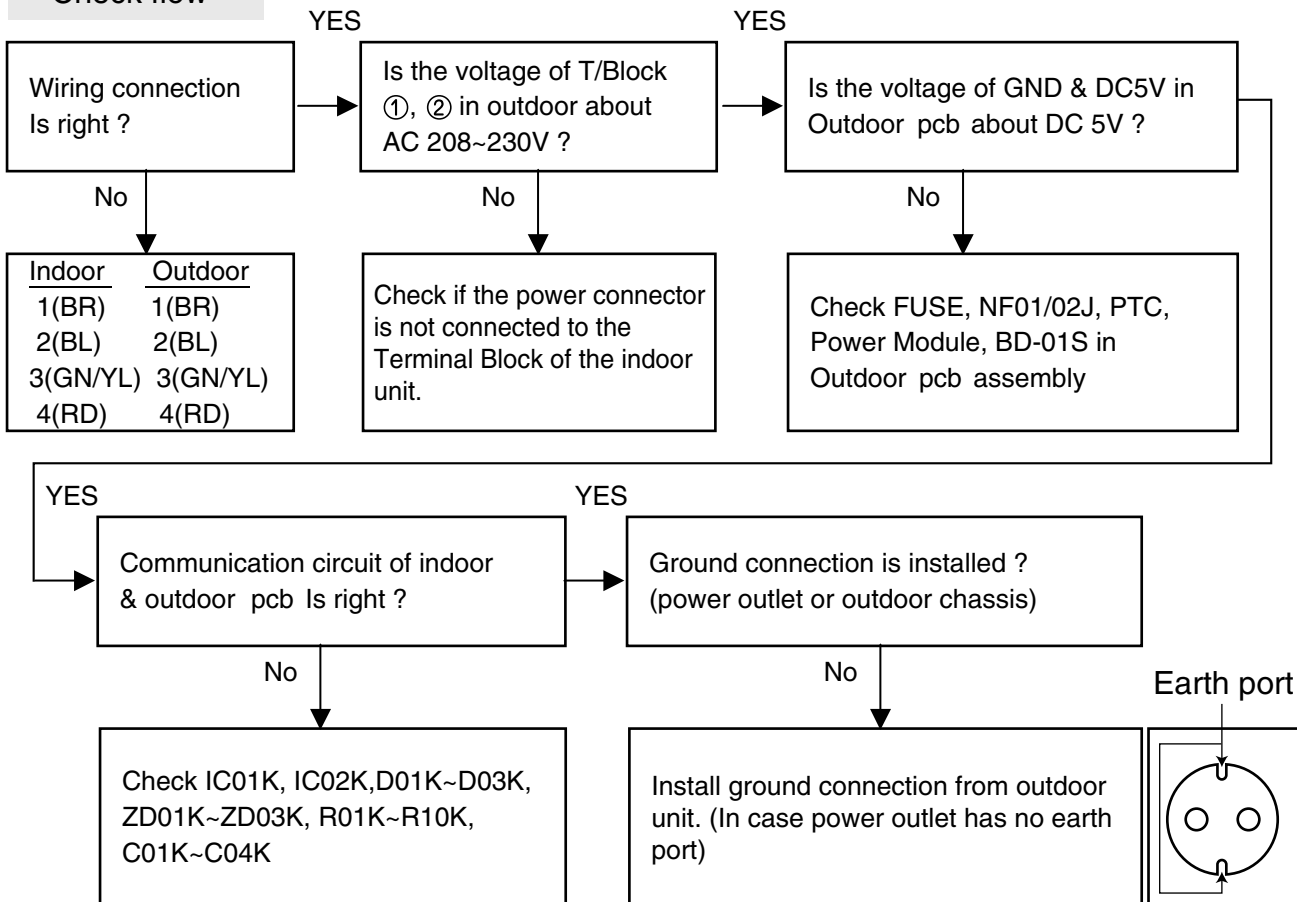 Check flow
YES
YES
Wiring connection
Is right ?
Is the voltage of T/Block
①, ② in outdoor about
AC 208~230V ?
Is the voltage of GND & DC5V in
Outdoor pcb about DC 5V ?
No
No
No
Indoor Outdoor
1(BR) 1(BR)
2(BL) 2(BL)
3(GN/YL) 3(GN/YL)
4(RD) 4(RD)
Check if the power connector
is not connected to the
Terminal Block of the indoor
unit.
Check FUSE, NF01/02J, PTC,
Power Module, BD-01S in
Outdoor pcb assembly
YES
YES
Communication circuit of indoor
& outdoor pcb Is right ?
Ground connection is installed ?
(power outlet or outdoor chassis)
No
No
Earth port
Check IC01K, IC02K,D01K~D03K,
ZD01K~ZD03K, R01K~R10K,
C01K~C04K
Install ground connection from outdoor
unit. (In case power outlet has no earth
port)